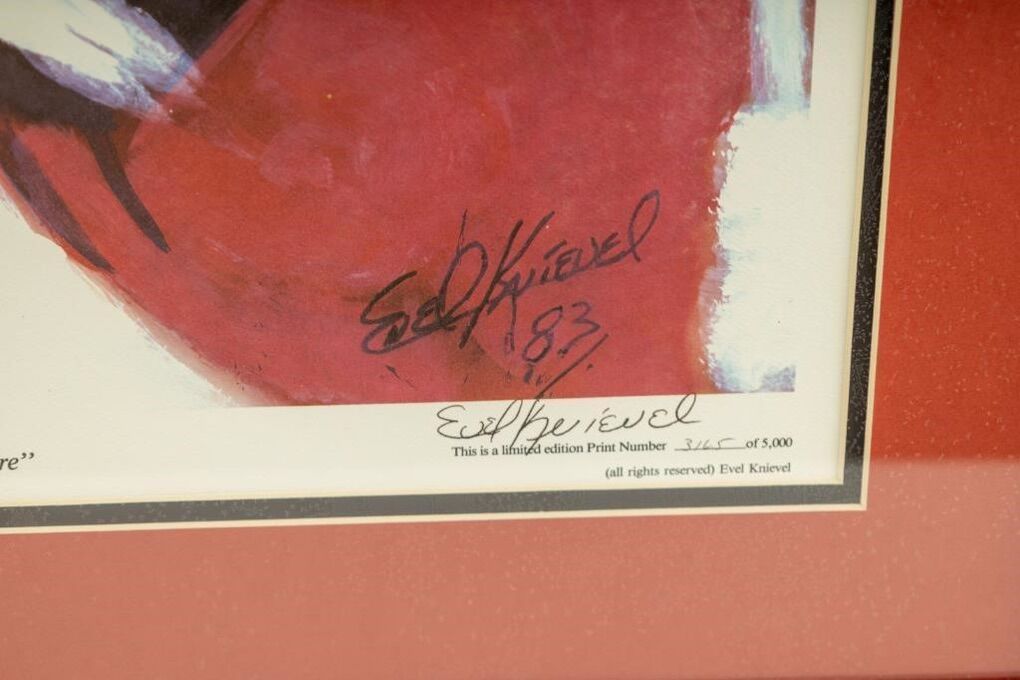 Evel Knievel
83
Evel Knievel
re”
This is a limited edition Print Number 3165 of 5,000
(all rights reserved) Evel Knievel